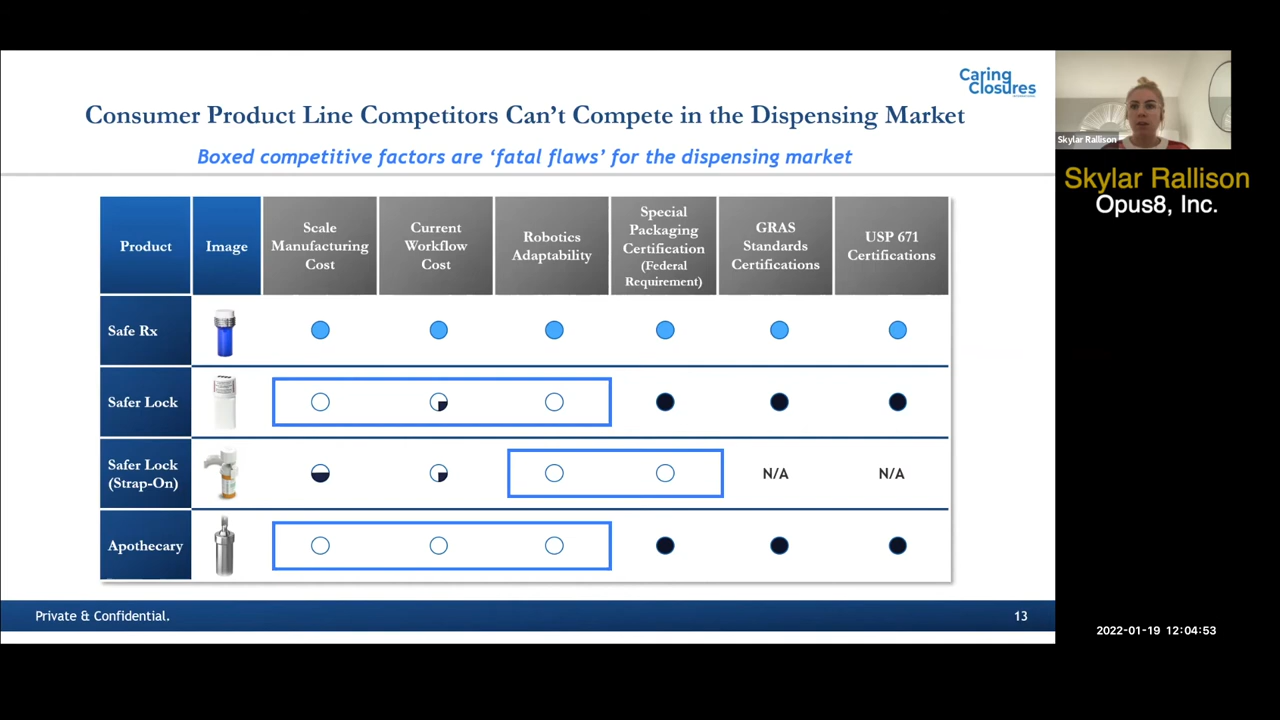 Caring
Closures
Consumer Product Line Competitors Can't Compete in the Dispensing Market
Boxed competitive factors are 'fatal flaws' for the dispensing market
Skylar Rallison
Skylar Rallison
Opus8, Inc.
Product
Image
Scale
Manufacturing
Cost
Current
Workflow
Cost
Robotics
Adaptability
Special
Packaging
Certification
(Federal
Requirement)
GRAS
Standards
Certifications
USP 671
Certifications
Safe Rx
Safer Lock
Safer Lock
(Strap-On)
N/A
N/A
Apothecary
Private & Confidential.
13
2022-01-19 12:04:53